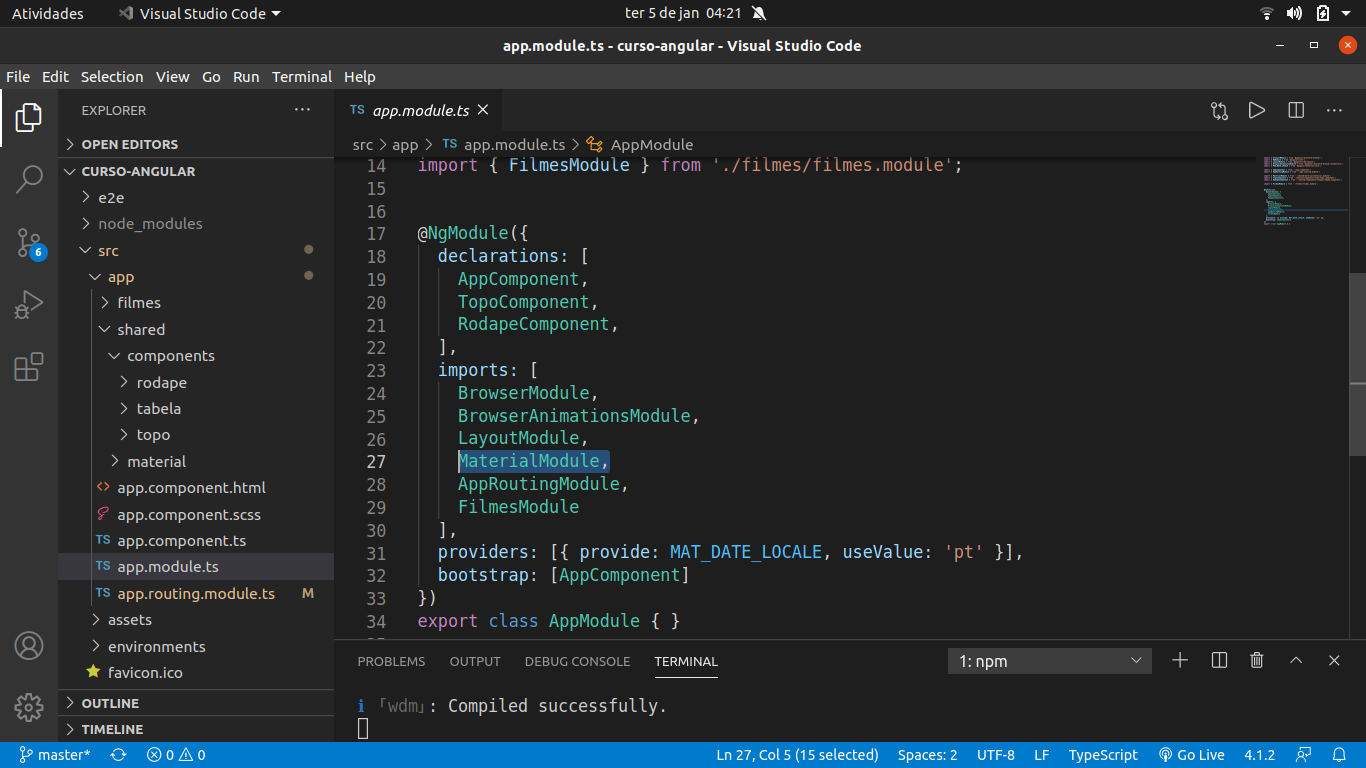 Atividades
Visual Studio Code
ter 5 de jan 04:21
app.module.ts - curso-angular - Visual Studio Code
File Edit Selection View Go Run Terminal Help
EXPLORER
OPEN EDITORS
CURSO-ANGULAR
e2e
node_modules
src
app
filmes
shared
components
rodape
tabela
topo
material
app.component.html
app.component.scss
TS app.component.ts
TS app.module.ts
TS app.routing.module.ts M
assets
environments
favicon.ico
OUTLINE
TIMELINE
6
TS app.module.ts
src > app > TS app.module.ts > AppModule
14 import { FilmesModule } from './filmes/filmes.module';
15
16
17 @NgModule({
18 declarations: [
19 AppComponent,
20 TopoComponent,
21 RodapeComponent,
22 ],
23 imports: [
24 BrowserModule,
25 BrowserAnimationsModule,
26 LayoutModule,
27 MaterialModule,
28 AppRoutingModule,
29 FilmesModule
30 ],
31 providers: [{ provide: MAT_DATE_LOCALE, useValue: 'pt' }],
32 bootstrap: [AppComponent]
33 })
34 export class AppModule { }
PROBLEMS OUTPUT DEBUG CONSOLE TERMINAL
1: npm
ℹ 「wdm」: Compiled successfully.
master* 0 0 Ln 27, Col 5 (15 selected) Spaces: 2 UTF-8 LF TypeScript Go Live 4.1.2